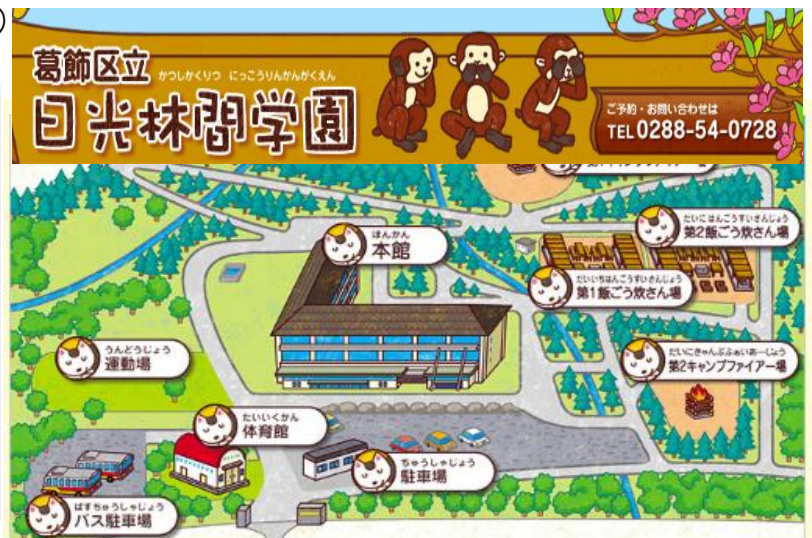 葛飾区立 かつしかくりつ にっこうりんかんがくえん
日光林間学園
ご予約・お問い合わせは
TEL 0288-54-0728
ほんかん
本館
だいにはんごうすいさんじょう
第2飯ごう炊さん場
だいいちはんごうすいさんじょう
第1飯ごう炊さん場
うんどうじょう
運動場
だいにきゃんぷふぁいあーじょう
第2キャンプファイアー場
たいいくかん
体育館
ちゅうしゃじょう
駐車場
ばすちゅうしゃじょう
バス駐車場